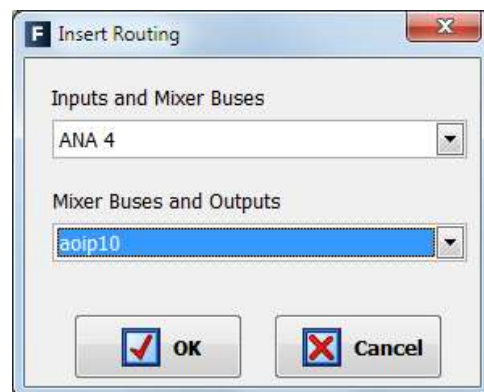 F Insert Routing
Inputs and Mixer Buses
ANA 4
Mixer Buses and Outputs
aoip10
OK
Cancel